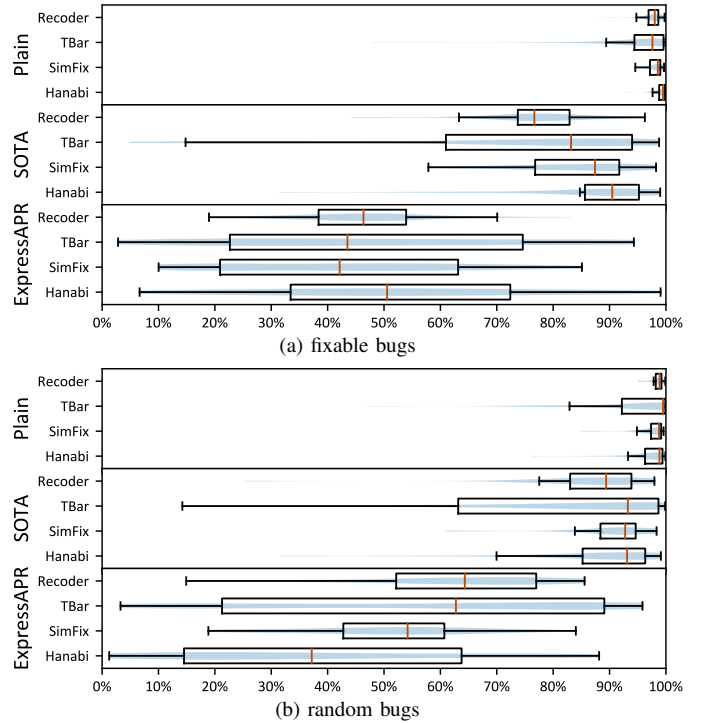 Plain
Recoder
TBar
SimFix
Hanabi
SOTA
Recoder
TBar
SimFix
Hanabi
ExpressAPR
Recoder
TBar
SimFix
Hanabi
0% 10% 20% 30% 40% 50% 60% 70% 80% 90% 100%
(a) fixable bugs
Plain
Recoder
TBar
SimFix
Hanabi
SOTA
Recoder
TBar
SimFix
Hanabi
ExpressAPR
Recoder
TBar
SimFix
Hanabi
0% 10% 20% 30% 40% 50% 60% 70% 80% 90% 100%
(b) random bugs